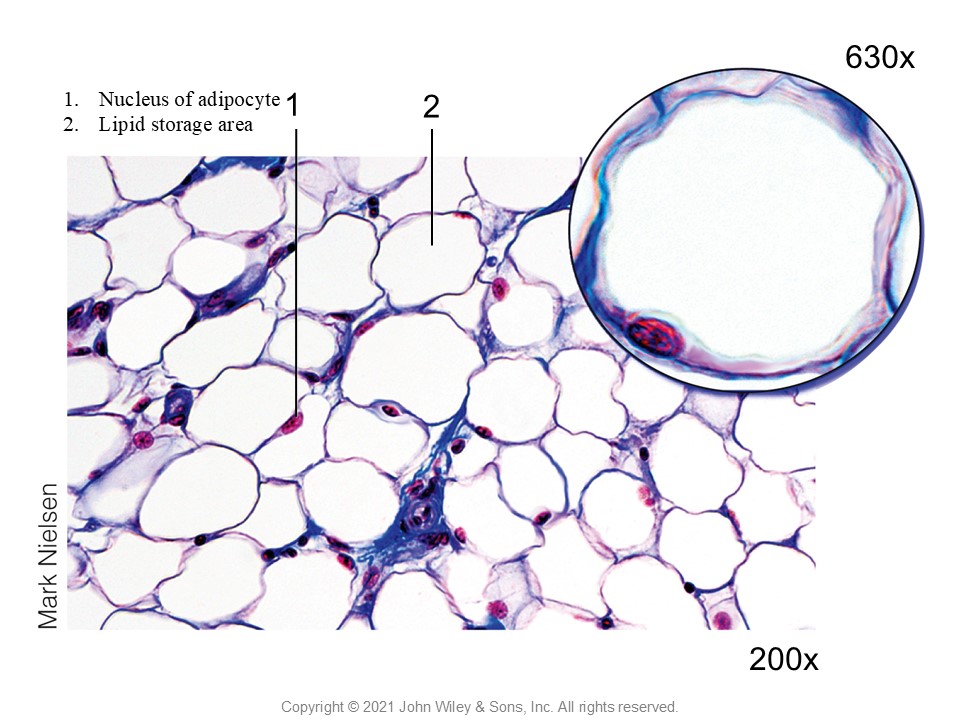 630x
1. Nucleus of adipocyte
2. Lipid storage area
1
2
Mark Nielsen
200x
Copyright © 2021 John Wiley & Sons, Inc. All rights reserved.